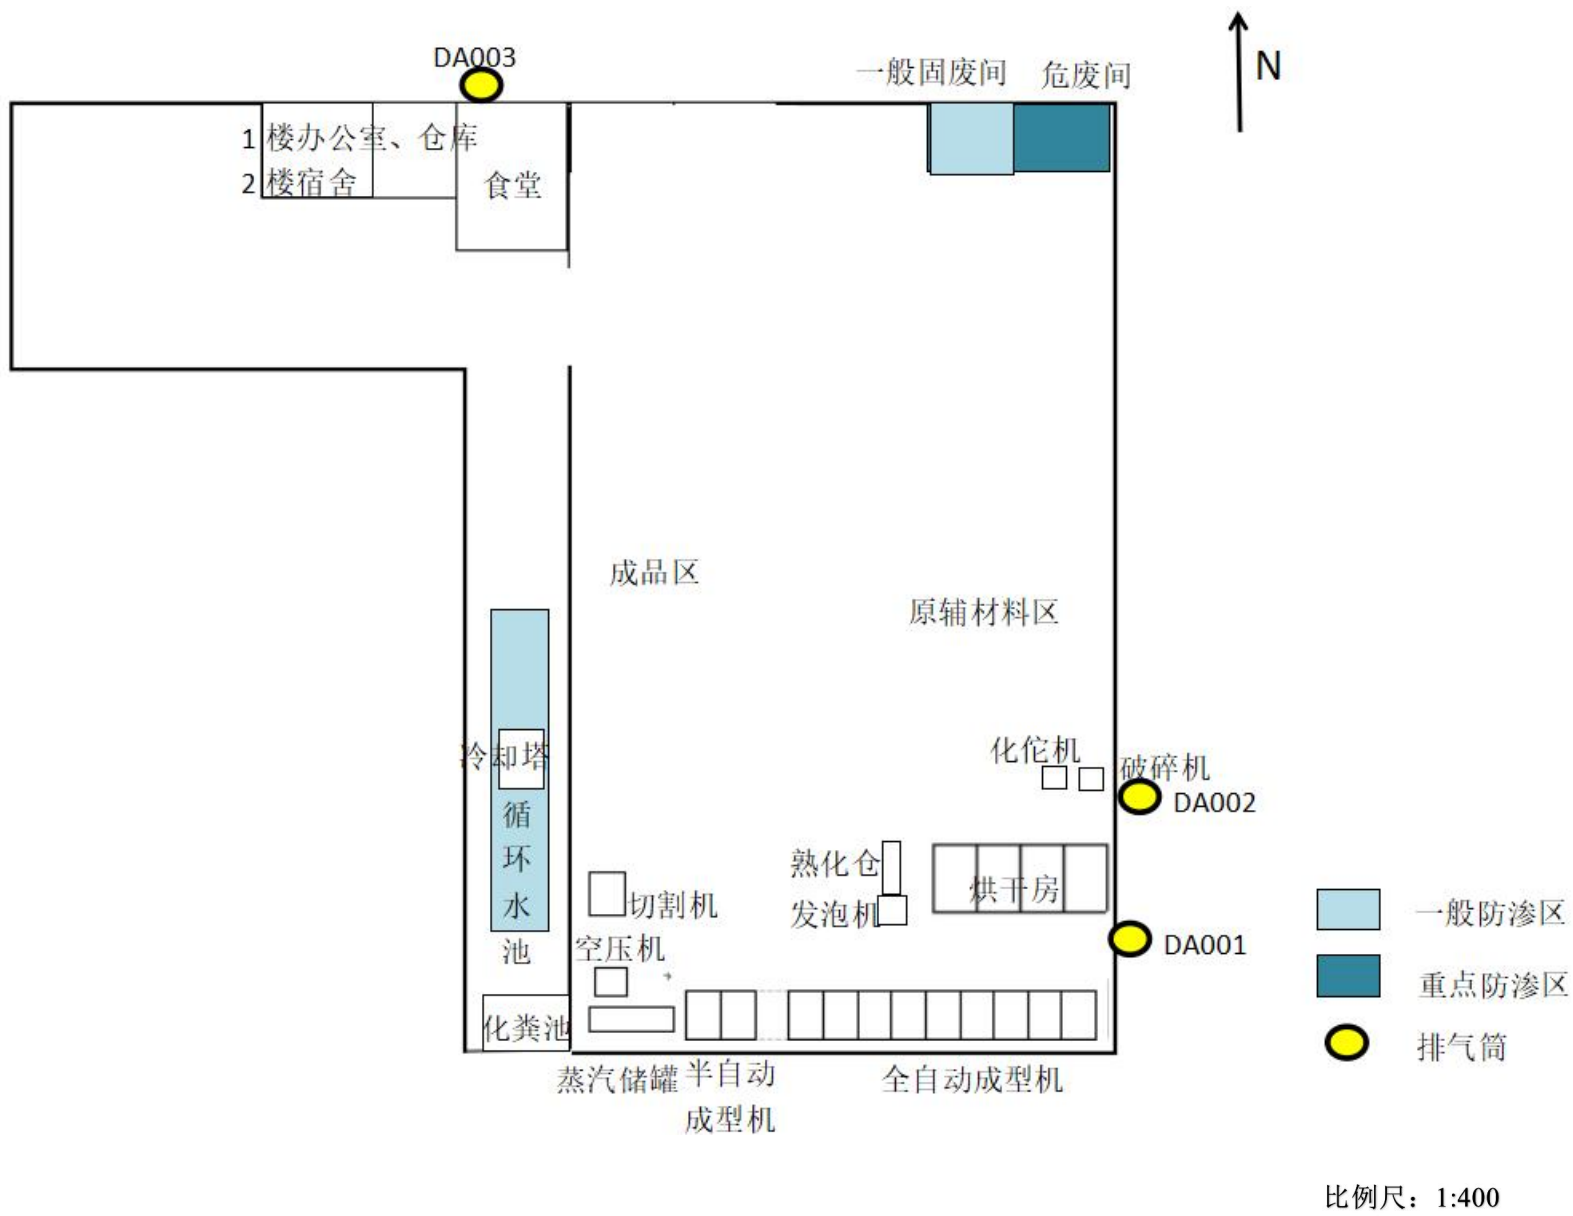 DA003
N
一般固废间
危废间
1 楼办公室、仓库
2 楼宿舍
食堂
成品区
原辅材料区
冷却塔
循
环
水
池
化佗机
破碎机
DA002
熟化仓
烘干房
发泡机
切割机
空压机
DA001
化粪池
蒸汽储罐
半自动
成型机
全自动成型机
一般防渗区
重点防渗区
排气筒
比例尺：1:400